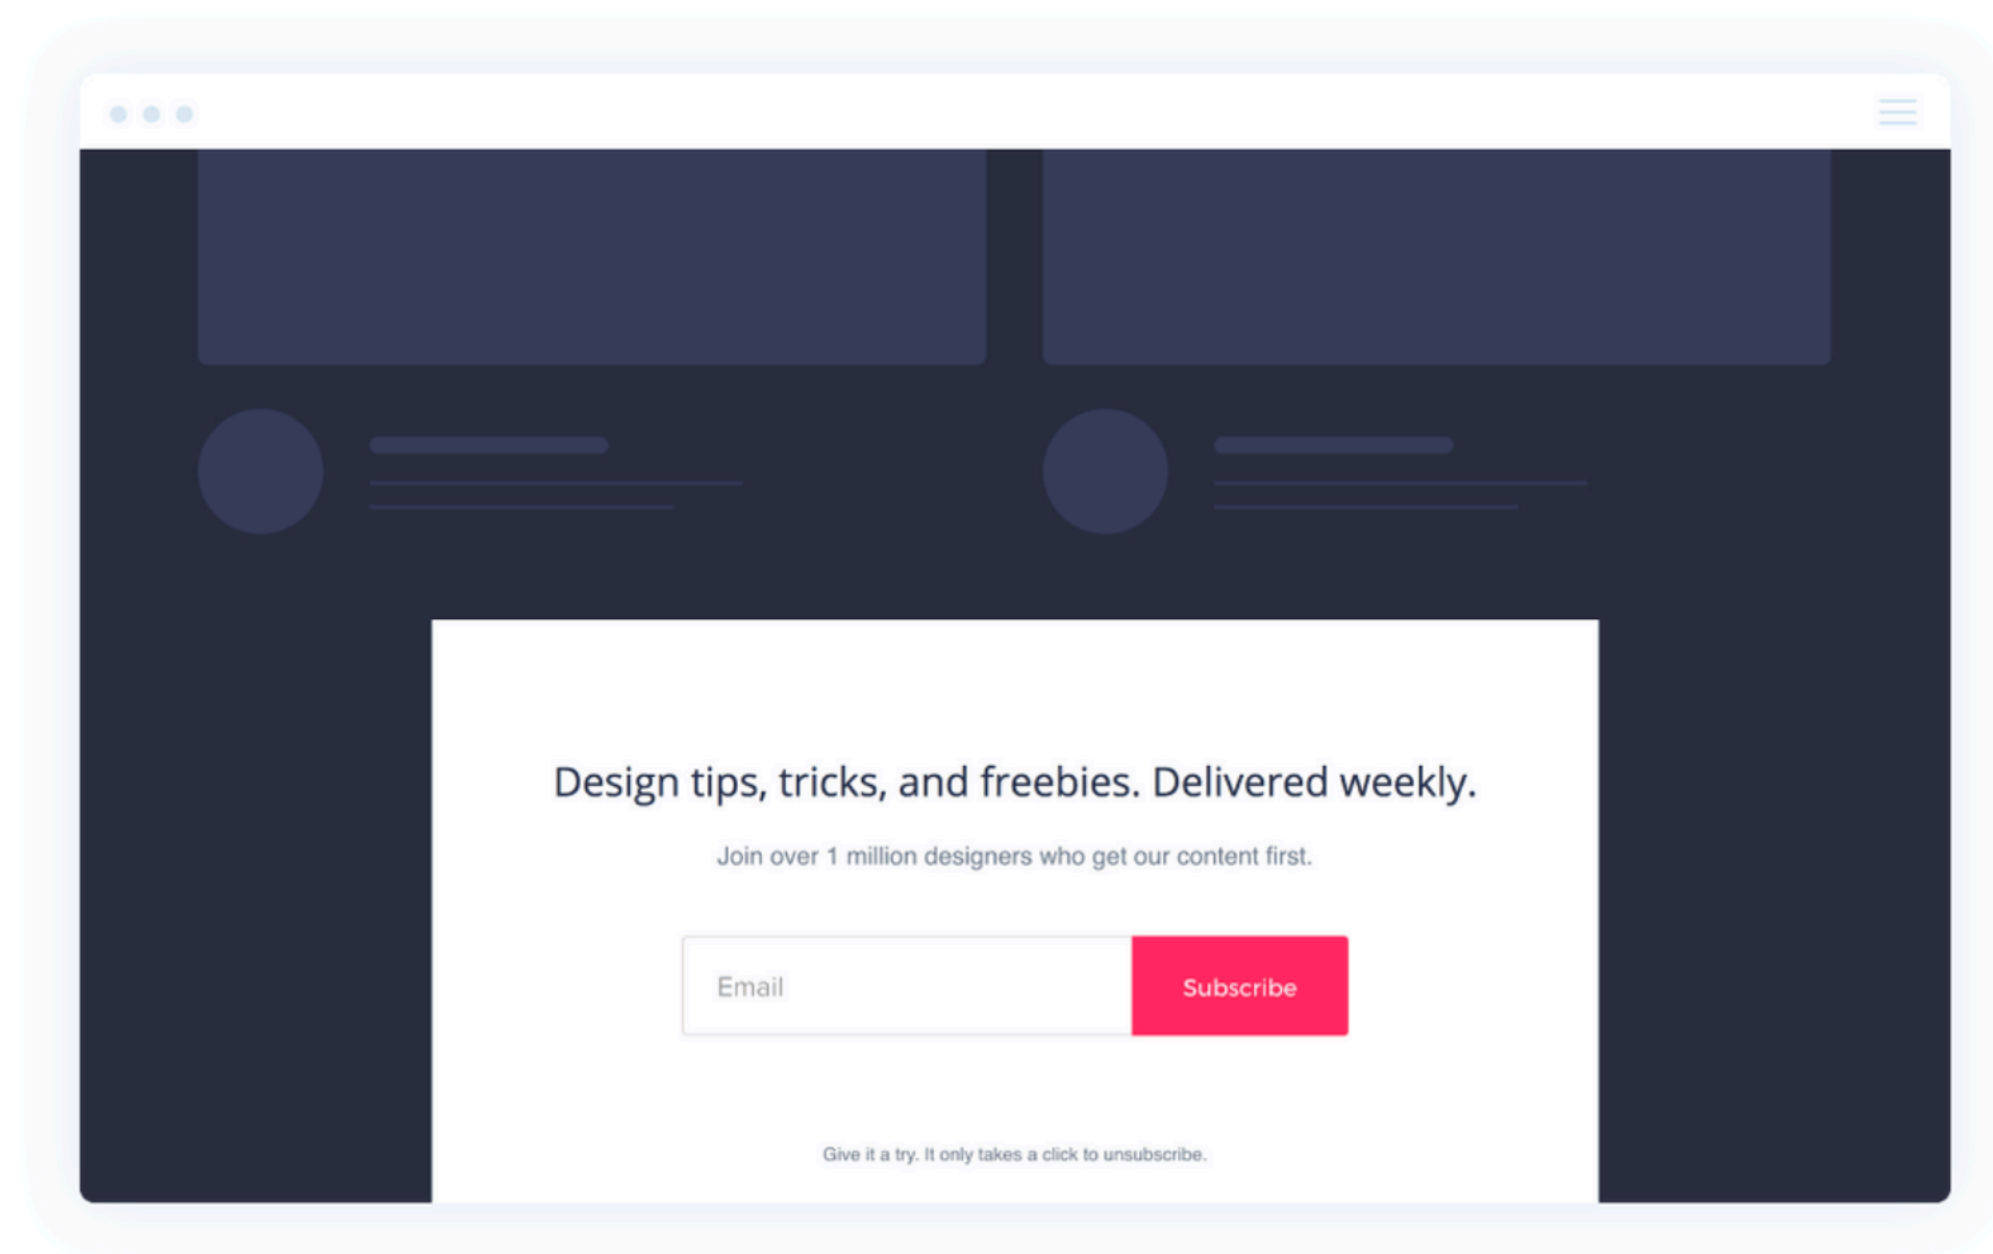 Design tips, tricks, and freebies. Delivered weekly.
Join over 1 million designers who get our content first.
Email
Subscribe
Give it a try. It only takes a click to unsubscribe.